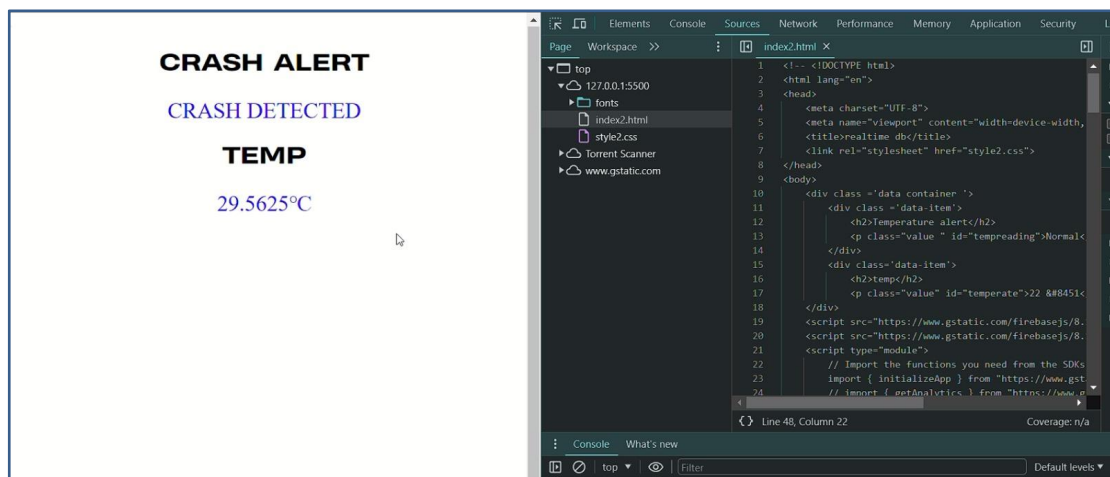 CRASH ALERT
CRASH DETECTED
TEMP
29.5625°C
Elements Console Sources Network Performance Memory Application Security
Page Workspace
index2.html
top
127.0.0.1:5500
fonts
index2.html
style2.css
Torrent Scanner
www.gstatic.com
1 <!-- <!DOCTYPE html>
2 <html lang="en">
3 <head>
4 <meta charset="UTF-8">
5 <meta name="viewport" content="width=device-width,
6 <title>realtime db</title>
7 <link rel="stylesheet" href="style2.css">
8 </head>
9 <body>
10 <div class ='data container '>
11 <div class ='data-item'>
12 <h2>Temperature alert</h2>
13 <p class="value " id="tempreading">Normal<
14 </div>
15 <div class='data-item'>
16 <h2>temp</h2>
17 <p class="value" id="temperate">22 &#8451<
18 </div>
19 <script src="https://www.gstatic.com/firebasejs/8.
20 <script src="https://www.gstatic.com/firebasejs/8.
21 <script type="module">
22 // Import the functions you need from the SDKs
23 import { initializeApp } from "https://www.gst
24 // import { getAnalytics } from "https://www.g
{ } Line 48, Column 22 Coverage: n/a
Console What's new
top Filter Default levels